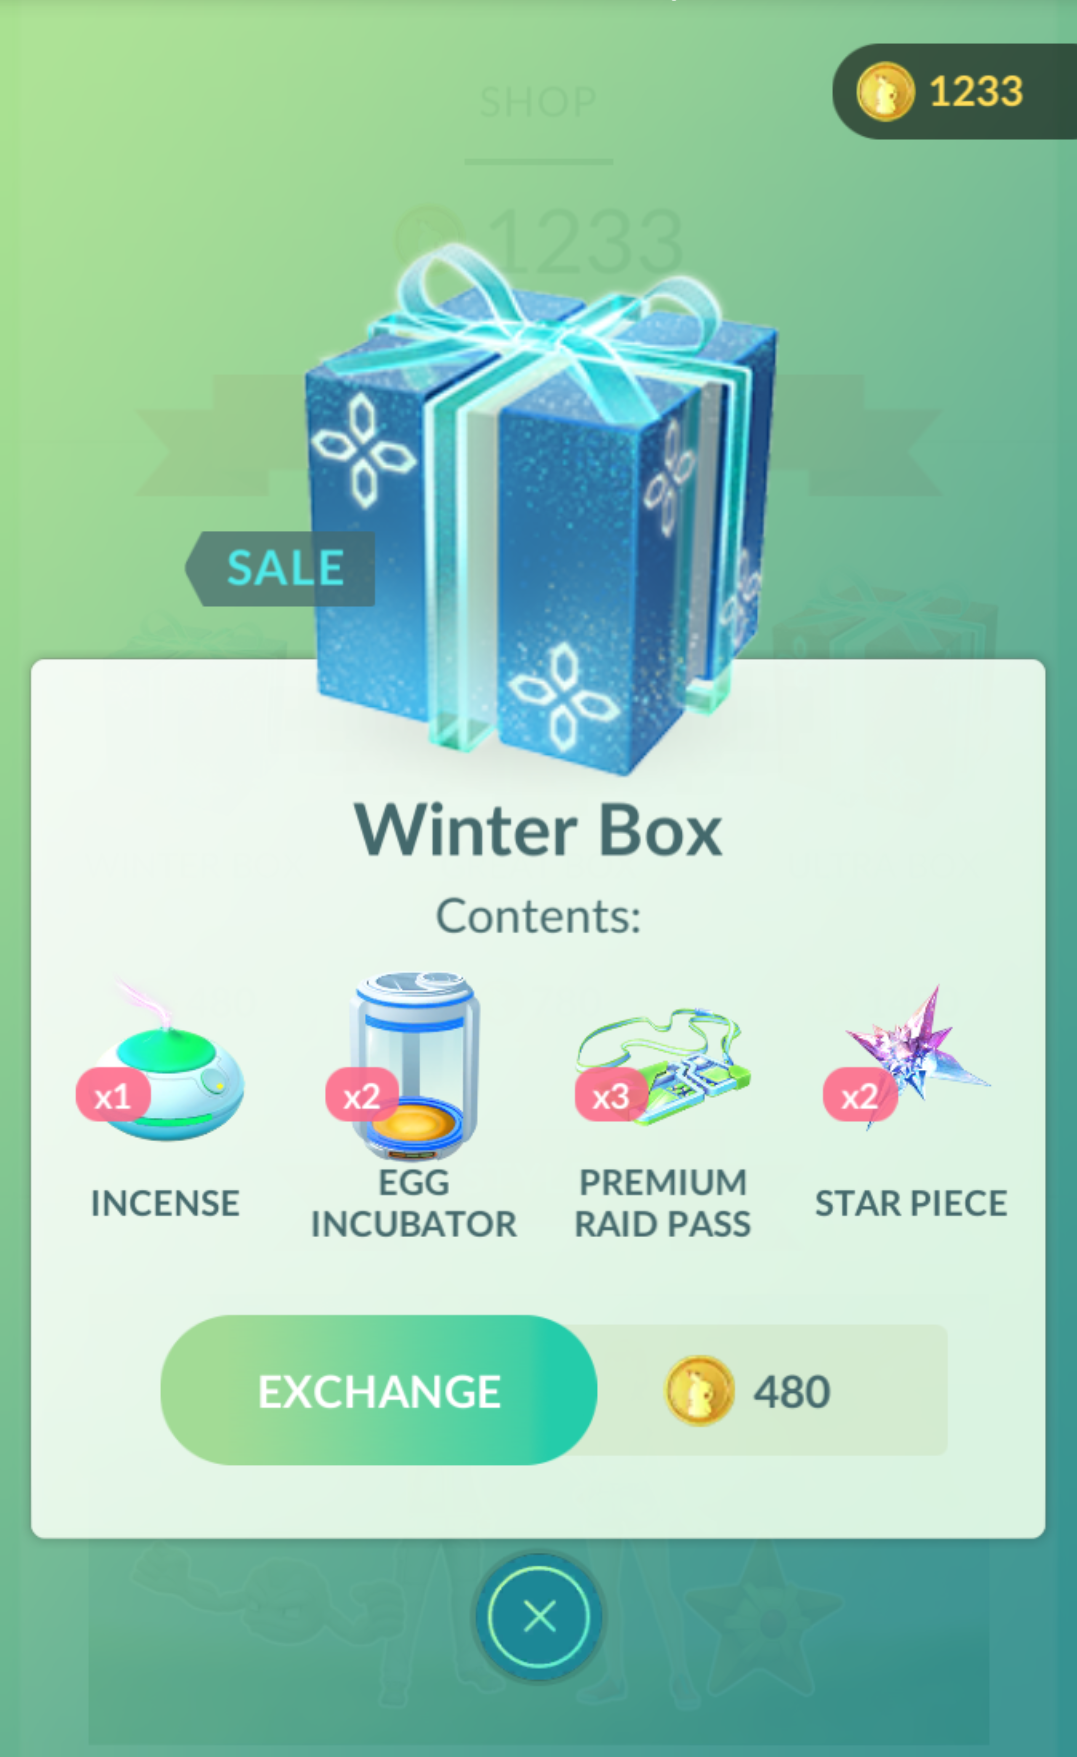 1233
SHOP
1233
SALE
Winter Box
Contents:
x1
x2
x3
x2
INCENSE
EGG
INCUBATOR
PREMIUM
RAID PASS
STAR PIECE
EXCHANGE
480